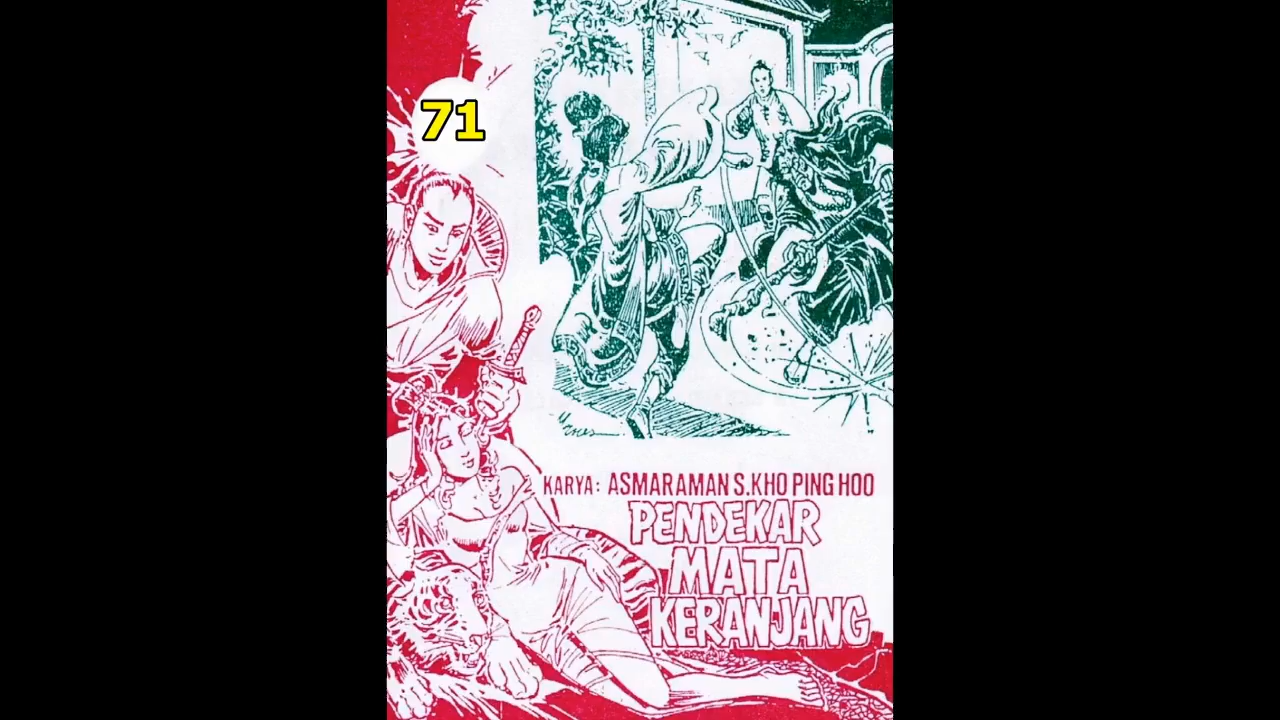 71
KARYA: ASMARAMAN S.KHO PING HOO
PENDEKAR
MATA
KERANJANG